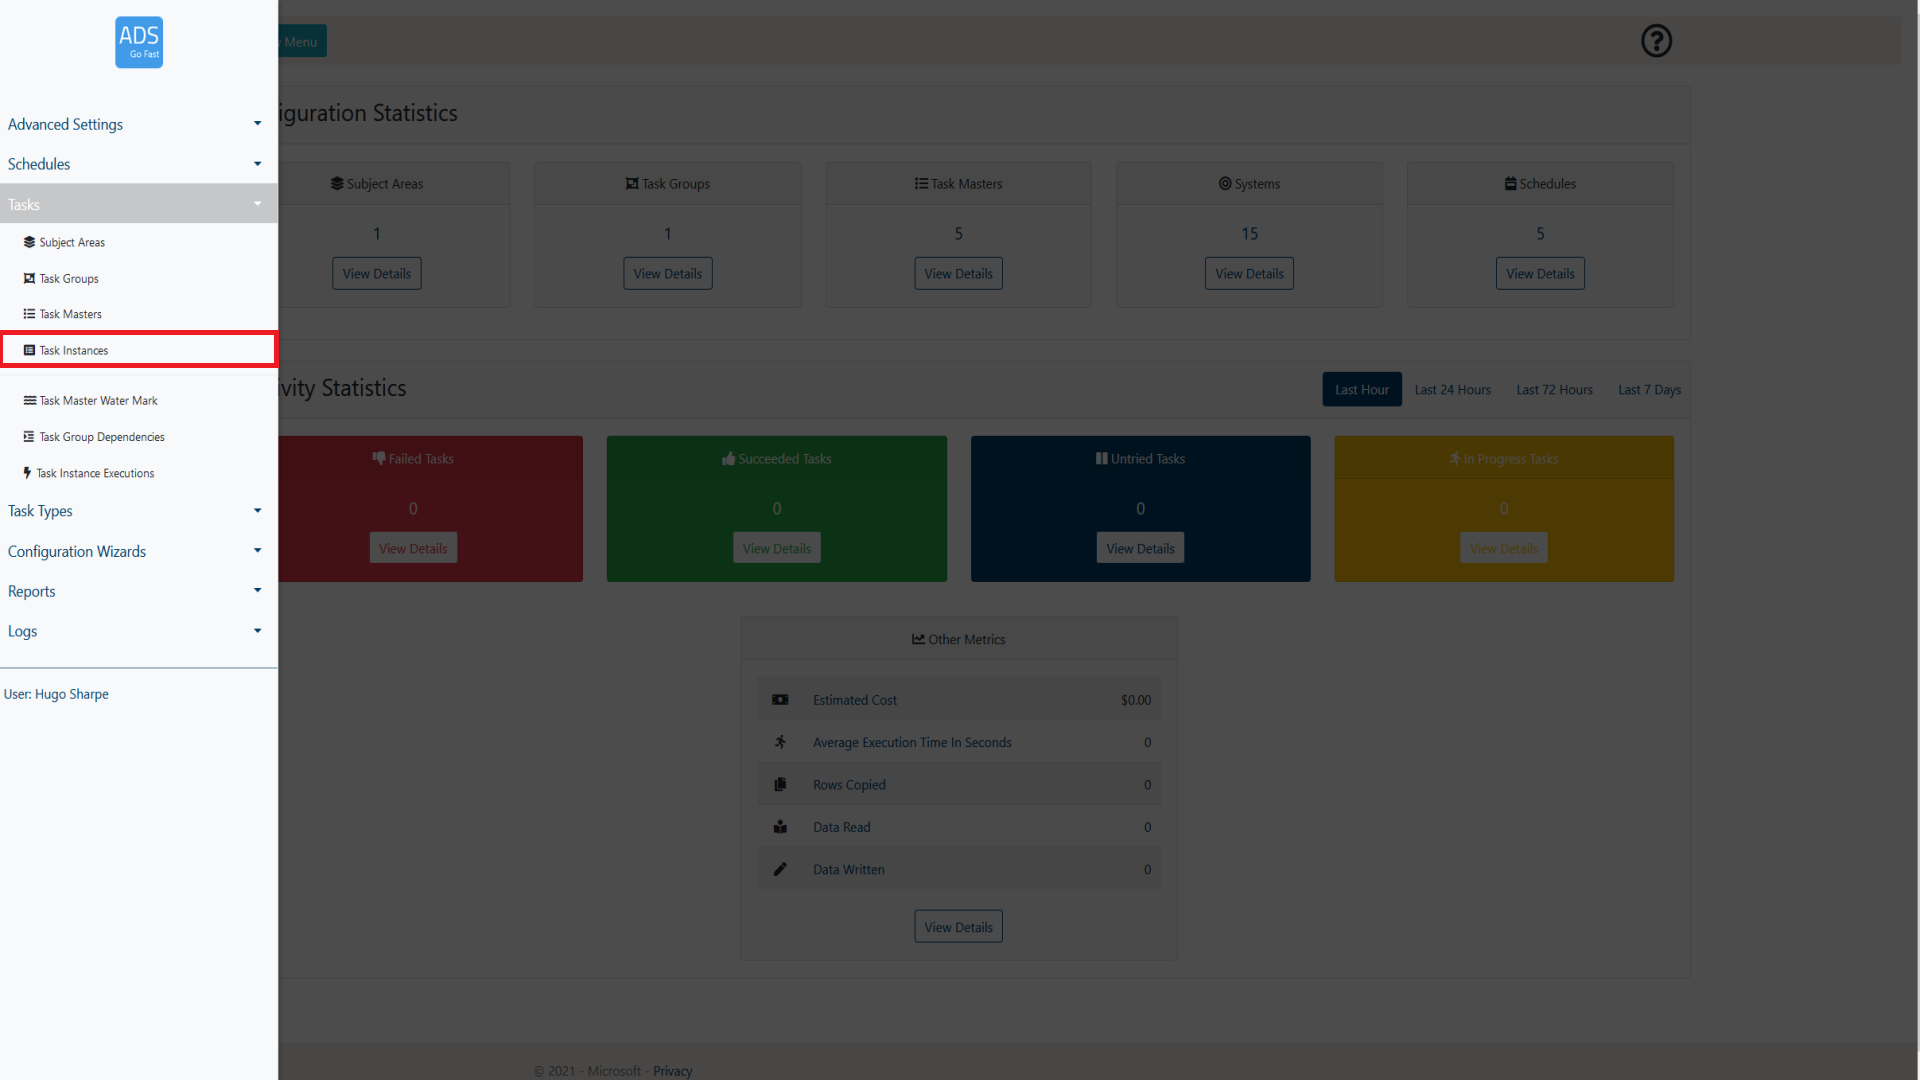 ADS
Go Fast
Advanced Settings
Schedules
Tasks
Subject Areas
Task Groups
Task Masters
Task Instances
Task Master Water Mark
Task Group Dependencies
Task Instance Executions
Task Types
Configuration Wizards
Reports
Logs
User: Hugo Sharpe
Menu
iguration Statistics
Subject Areas
1
View Details
Task Groups
1
View Details
Task Masters
5
View Details
Systems
15
View Details
Schedules
5
View Details
ivity Statistics
Last Hour Last 24 Hours Last 72 Hours Last 7 Days
Failed Tasks
0
View Details
Succeeded Tasks
0
View Details
Untried Tasks
0
View Details
In Progress Tasks
0
View Details
Other Metrics
Estimated Cost $0.00
Average Execution Time In Seconds 0
Rows Copied 0
Data Read 0
Data Written 0
View Details
© 2021 - Microsoft - Privacy